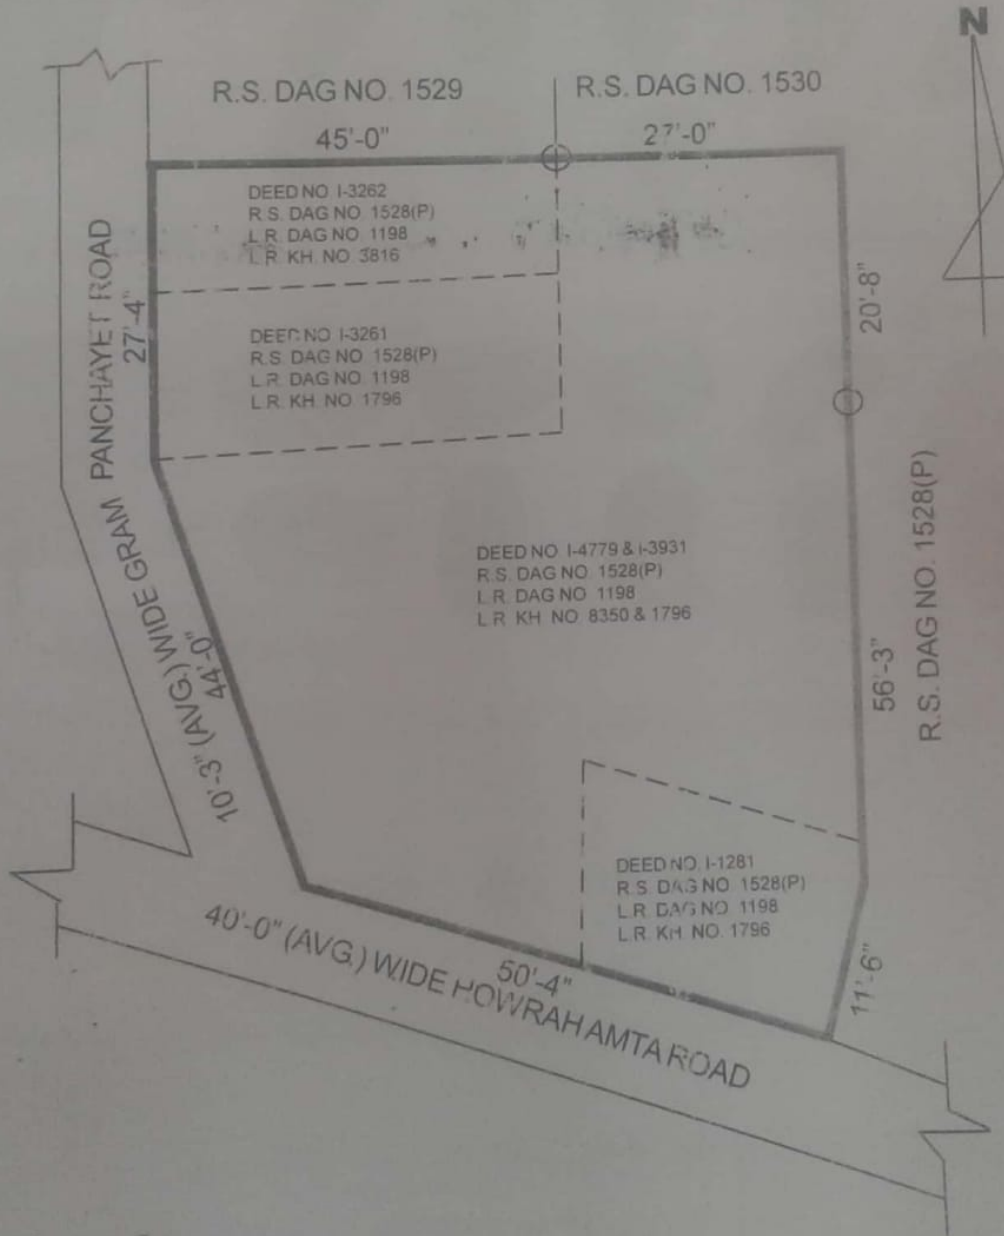 N
R.S. DAG NO. 1529
R.S. DAG NO. 1530
45'-0"
27'-0"
DEED NO. I-3262
R.S. DAG NO. 1528(P)
L.R. DAG NO. 1198
L.R. KH. NO. 3816
27'-4"
20'-8"
DEED NO. I-3261
R.S. DAG NO. 1528(P)
L.R. DAG NO. 1198
L.R. KH. NO. 1796
10'-3" (AVG.) WIDE GRAM PANCHAYET ROAD
44'-0"
DEED NO. I-4779 & I-3931
R.S. DAG NO. 1528(P)
L.R. DAG NO. 1198
L.R. KH. NO. 8350 & 1796
56'-3"
R.S. DAG NO. 1528(P)
DEED NO. I-1281
R.S. DAG NO. 1528(P)
L.R. DAG NO. 1198
L.R. KH. NO. 1796
11'-6"
50'-4"
40'-0" (AVG.) WIDE HOWRAH AMTA ROAD